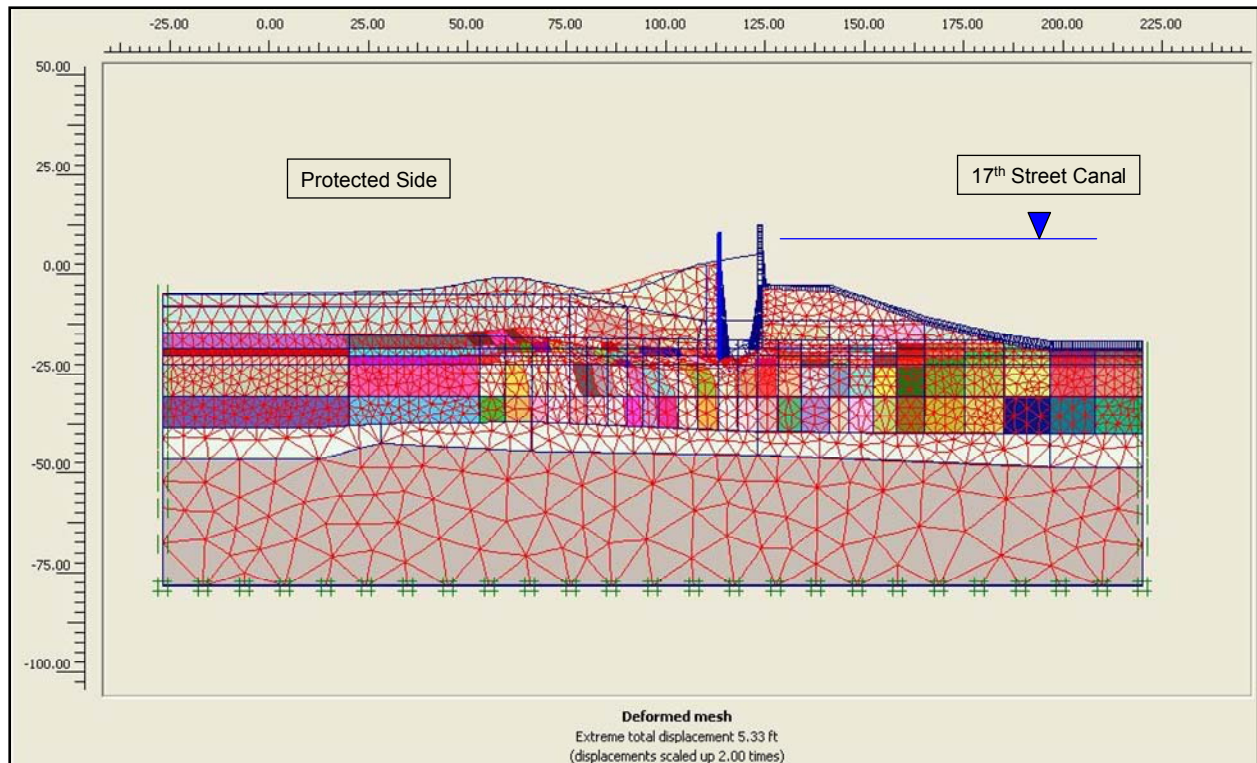 -25.00 0.00 25.00 50.00 75.00 100.00 125.00 150.00 175.00 200.00 225.00
50.00
25.00
0.00
-25.00
-50.00
-75.00
-100.00
Protected Side
17th Street Canal
Deformed mesh
Extreme total displacement 5.33 ft
(displacements scaled up 2.00 times)